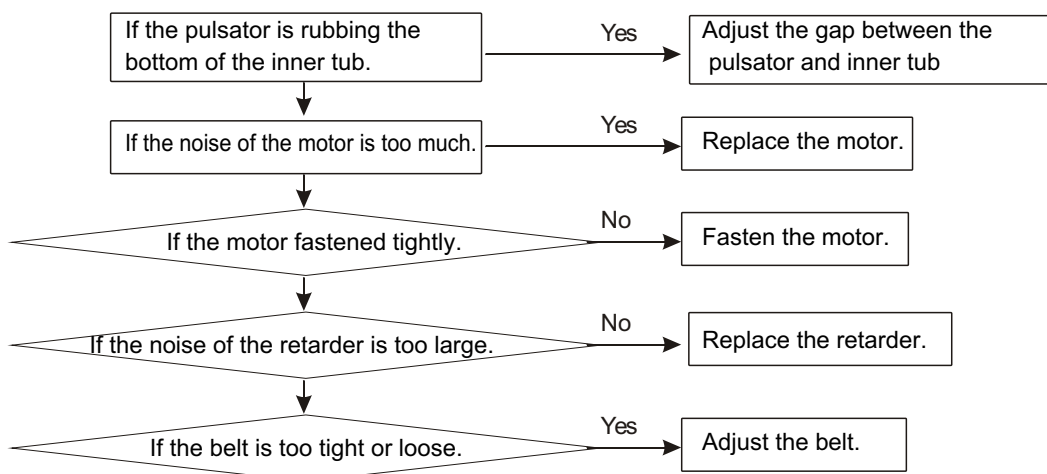 If the pulsator is rubbing the
bottom of the inner tub.
Yes
Adjust the gap between the
pulsator and inner tub
If the noise of the motor is too much.
Yes
Replace the motor.
If the motor fastened tightly.
No
Fasten the motor.
If the noise of the retarder is too large.
No
Replace the retarder.
If the belt is too tight or loose.
Yes
Adjust the belt.